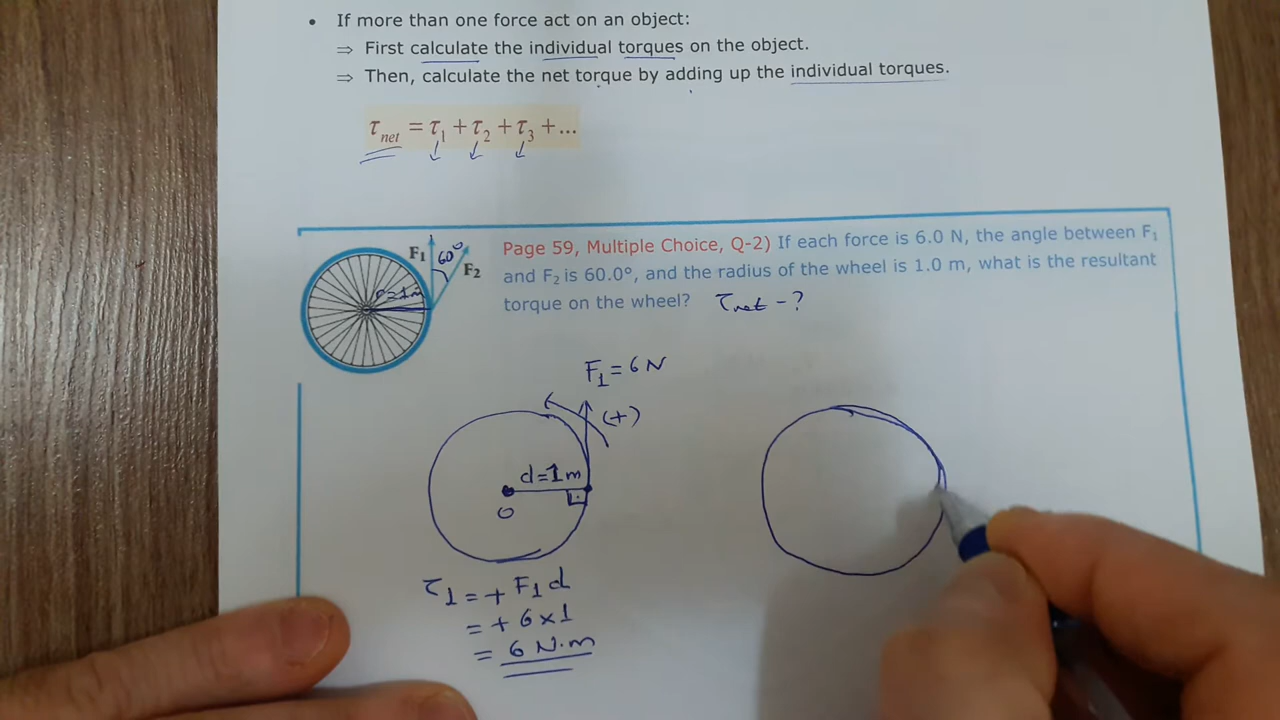 • If more than one force act on an object:
⇒ First calculate the individual torques on the object.
⇒ Then, calculate the net torque by adding up the individual torques.
τnet = τ1 + τ2 + τ3 + ...
F1 60° F2
r=1m
Page 59, Multiple Choice, Q-2) If each force is 6.0 N, the angle between F1
and F2 is 60.0°, and the radius of the wheel is 1.0 m, what is the resultant
torque on the wheel? τnet - ?
F1 = 6 N
(+)
d=1m
O
τ1 = + F1 d
= + 6 × 1
= 6 N.m